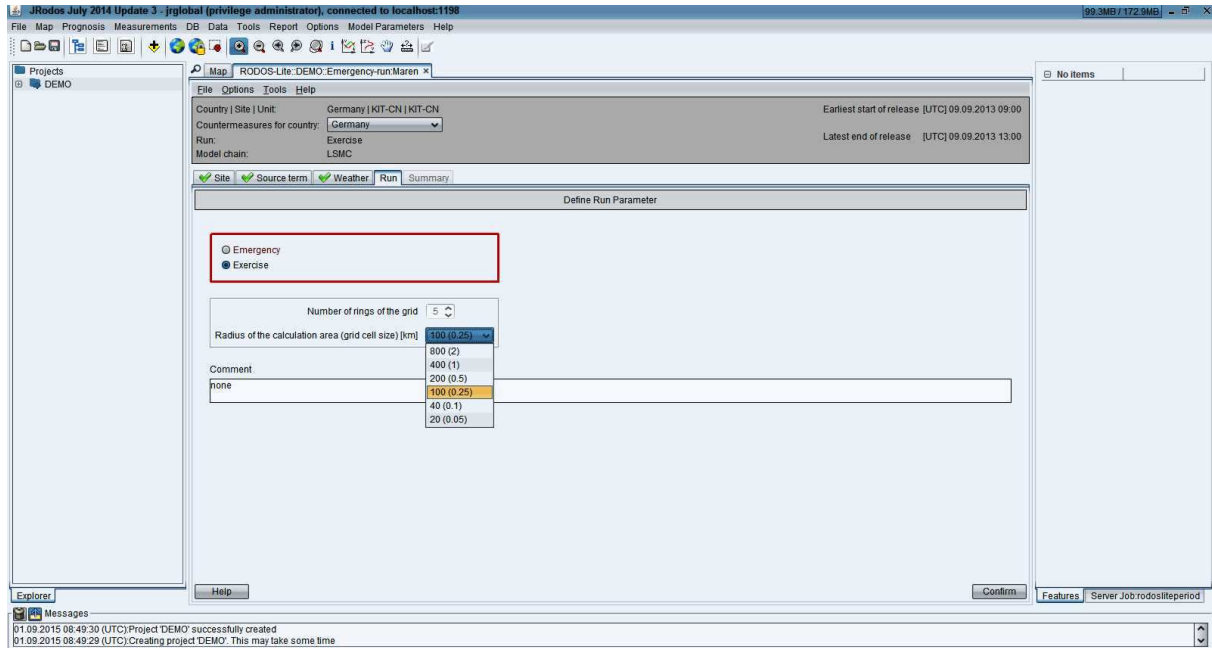 JRodos July 2014 Update 3 - jrglobal (privilege administrator), connected to localhost:1198
99.3MB / 172.9MB
File Map Prognosis Measurements DB Data Tools Report Options Model Parameters Help
Projects
DEMO
Map
RODOS-Lite::DEMO::Emergency-run:Maren
File Options Tools Help
Country | Site | Unit: Germany | KIT-CN | KIT-CN
Earliest start of release [UTC] 09.09.2013 09:00
Countermeasures for country: Germany
Run: Exercise
Latest end of release [UTC] 09.09.2013 13:00
Model chain: LSMC
Site
Source term
Weather
Run
Summary
Define Run Parameter
Emergency
Exercise
Number of rings of the grid 5
Radius of the calculation area (grid cell size) [km] 100 (0.25)
800 (2)
400 (1)
200 (0.5)
100 (0.25)
40 (0.1)
20 (0.05)
Comment
none
Help
Confirm
No items
Explorer
Features
Server Job:rodosliteperiod
Messages
01.09.2015 08:49:30 (UTC):Project 'DEMO' successfully created
01.09.2015 08:49:29 (UTC):Creating project 'DEMO'. This may take some time